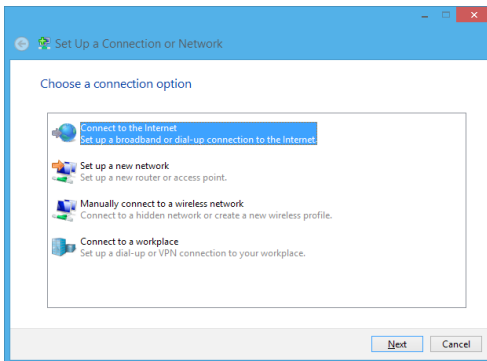 Set Up a Connection or Network
Choose a connection option
Connect to the Internet
Set up a broadband or dial-up connection to the Internet.
Set up a new network
Set up a new router or access point.
Manually connect to a wireless network
Connect to a hidden network or create a new wireless profile.
Connect to a workplace
Set up a dial-up or VPN connection to your workplace.
Next Cancel